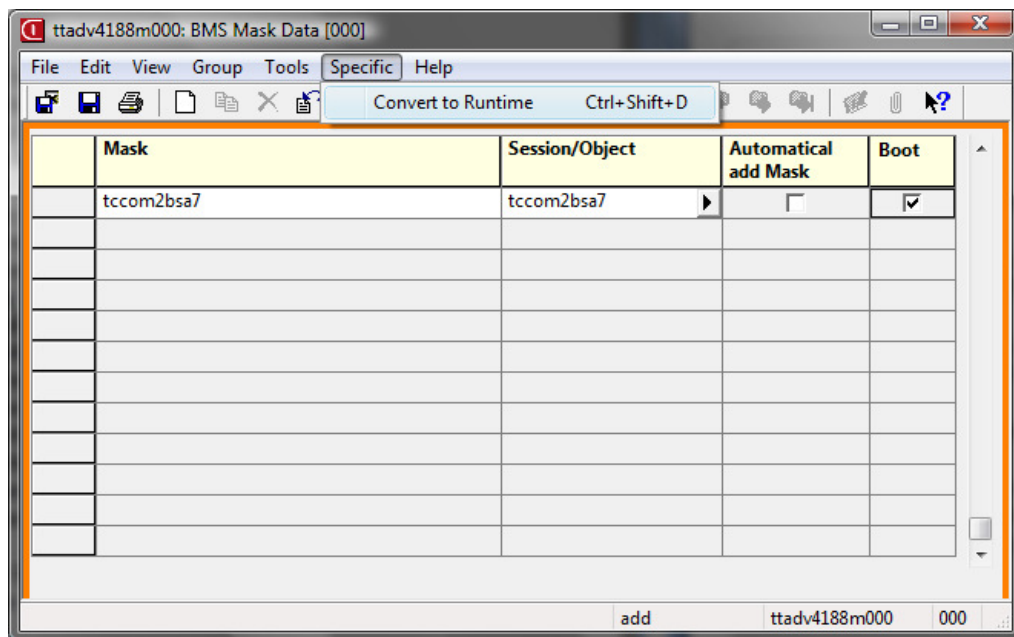 ttadv4188m000: BMS Mask Data [000]
File Edit View Group Tools Specific Help
Convert to Runtime Ctrl+Shift+D
Mask Session/Object Automatical add Mask Boot
tccom2bsa7 tccom2bsa7
add ttadv4188m000 000